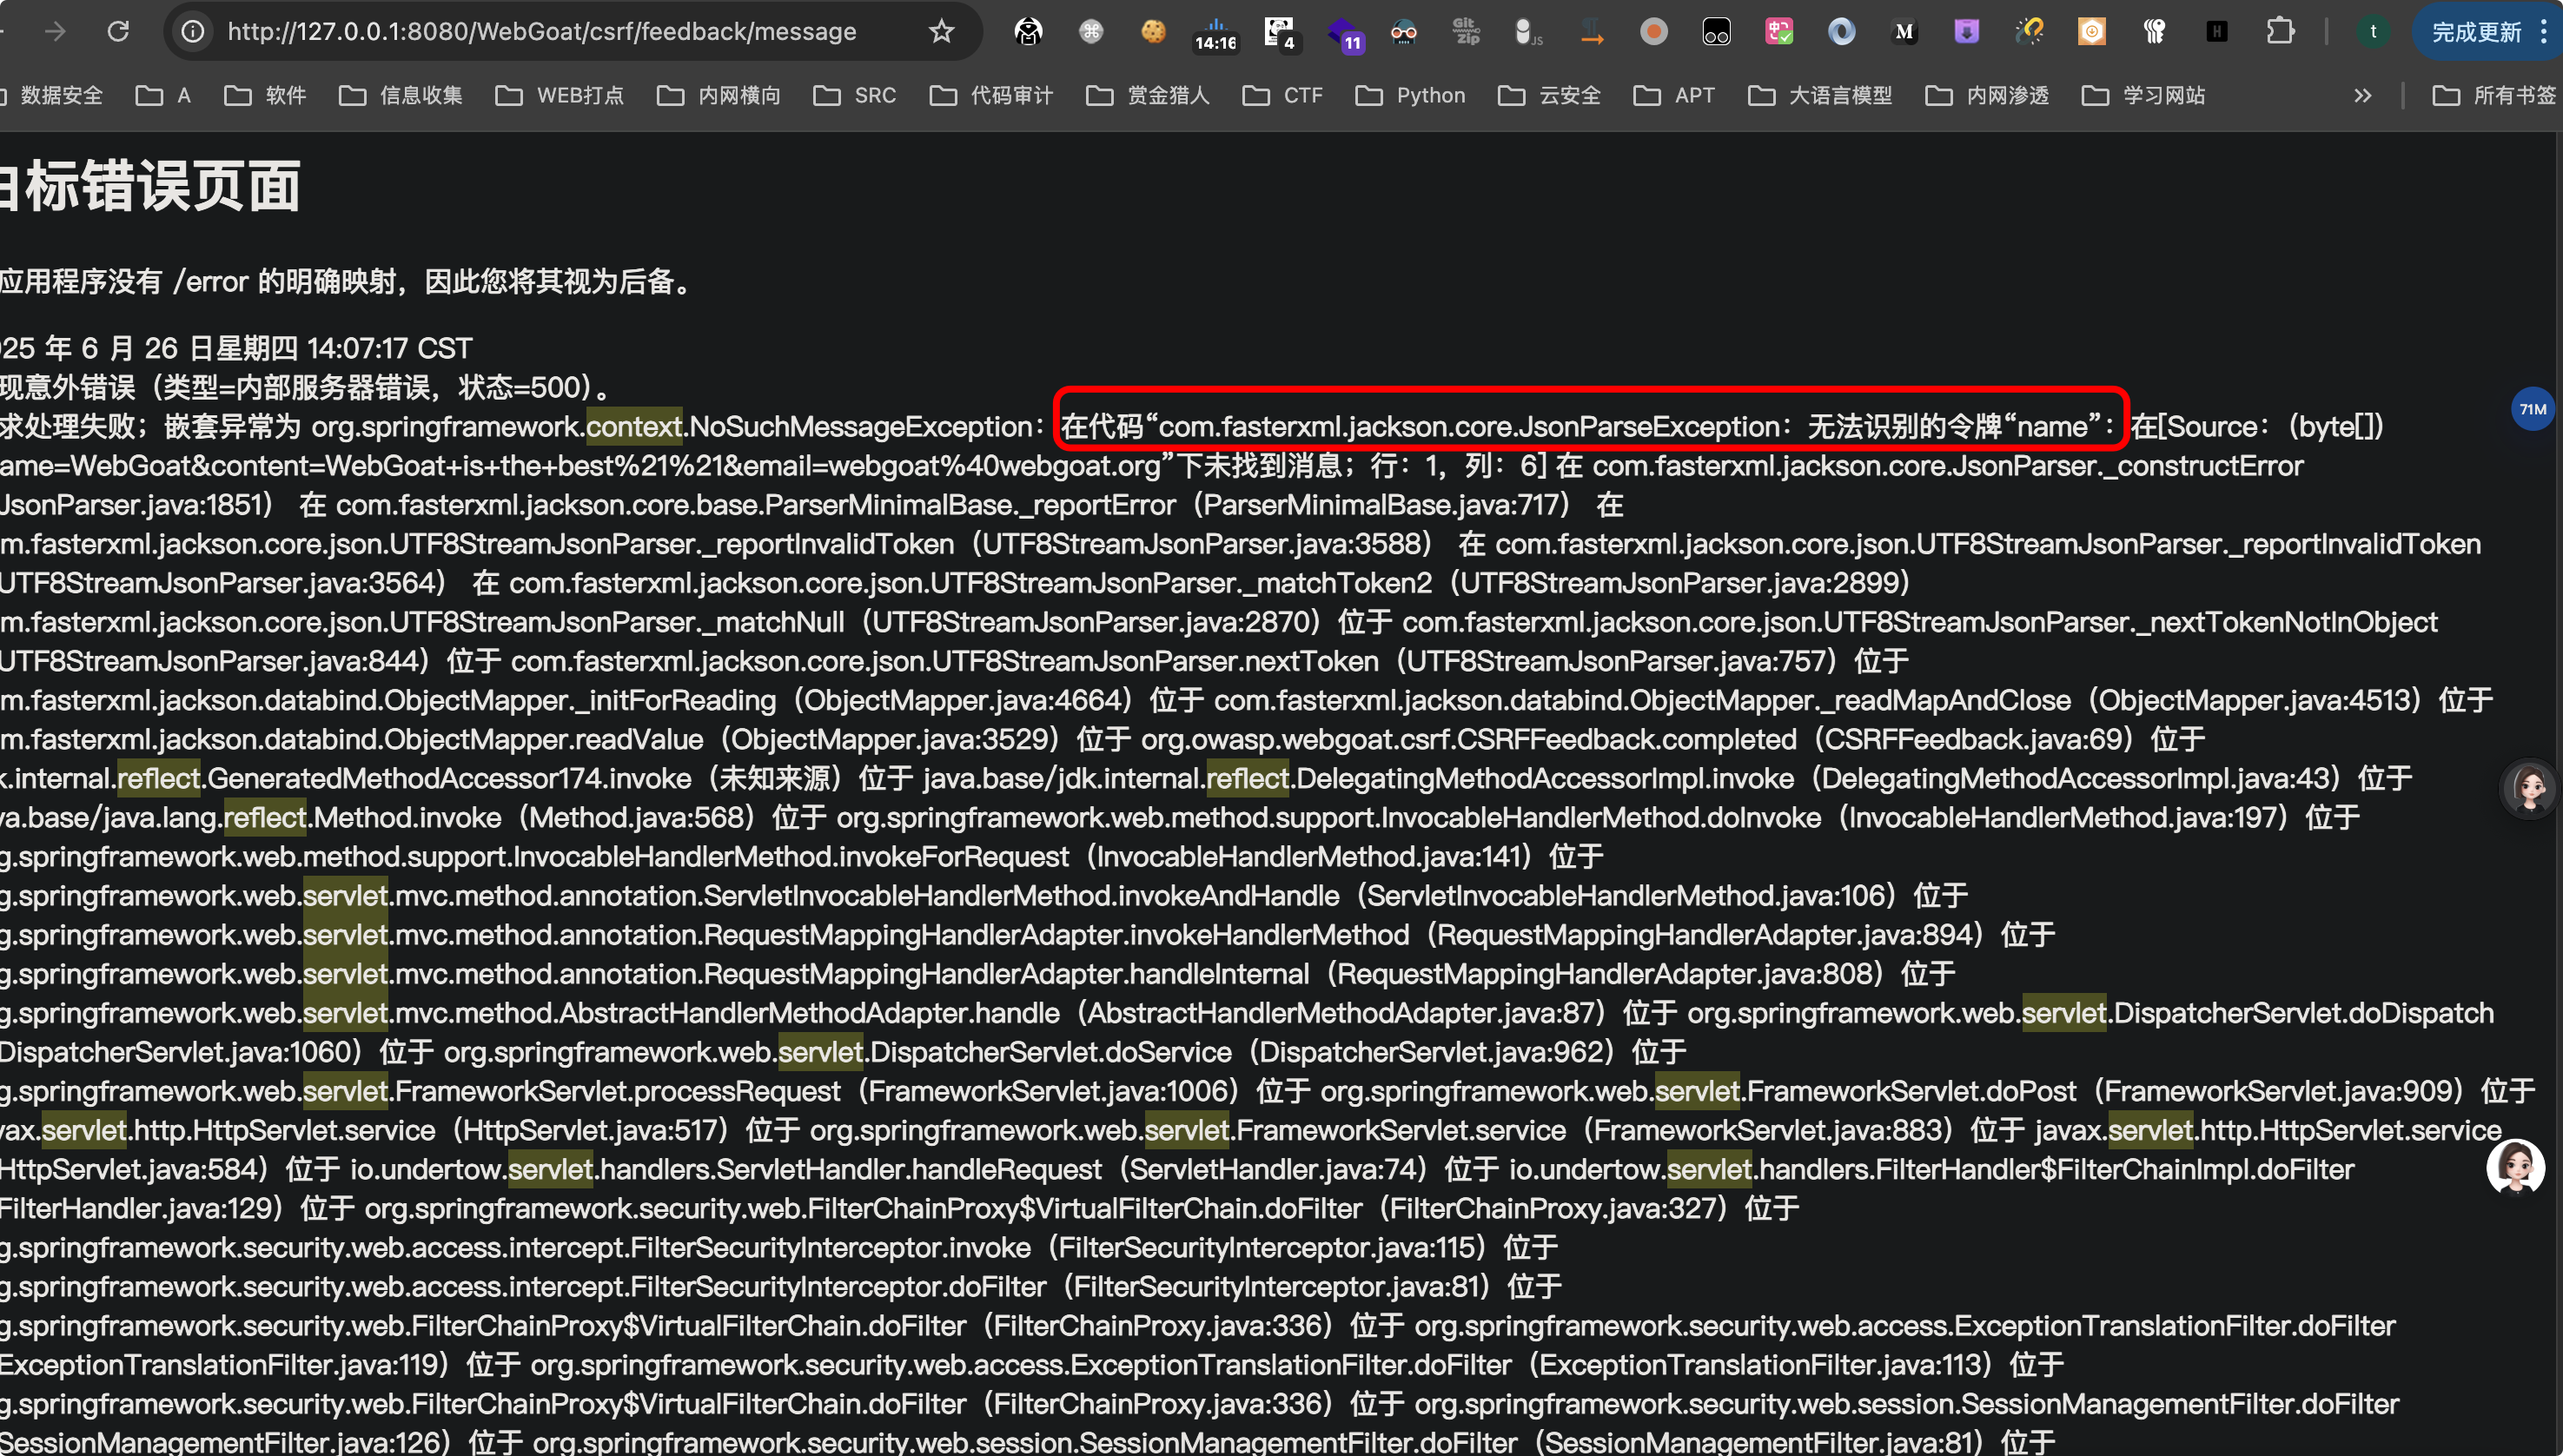 http://127.0.0.1:8080/WebGoat/csrf/feedback/message
14:16
4
11
Git Zip
JS
M
H
t
完成更新
数据安全 A 软件 信息收集 WEB打点 内网横向 SRC 代码审计 赏金猎人 CTF Python 云安全 APT 大语言模型 内网渗透 学习网站 » 所有书签
白标错误页面
应用程序没有 /error 的明确映射，因此您将其视为后备。
025 年 6 月 26 日星期四 14:07:17 CST
现意外错误（类型=内部服务器错误，状态=500）。
求处理失败；嵌套异常为 org.springframework.context.NoSuchMessageException：在代码“com.fasterxml.jackson.core.JsonParseException：无法识别的令牌“name”：在[Source：（byte[]）
ame=WebGoat&content=WebGoat+is+the+best%21%21&email=webgoat%40webgoat.org”下未找到消息；行：1，列：6] 在 com.fasterxml.jackson.core.JsonParser._constructError
JsonParser.java:1851） 在 com.fasterxml.jackson.core.base.ParserMinimalBase._reportError（ParserMinimalBase.java:717） 在
m.fasterxml.jackson.core.json.UTF8StreamJsonParser._reportInvalidToken（UTF8StreamJsonParser.java:3588） 在 com.fasterxml.jackson.core.json.UTF8StreamJsonParser._reportInvalidToken
UTF8StreamJsonParser.java:3564） 在 com.fasterxml.jackson.core.json.UTF8StreamJsonParser._matchToken2（UTF8StreamJsonParser.java:2899）
m.fasterxml.jackson.core.json.UTF8StreamJsonParser._matchNull（UTF8StreamJsonParser.java:2870）位于 com.fasterxml.jackson.core.json.UTF8StreamJsonParser._nextTokenNotInObject
UTF8StreamJsonParser.java:844）位于 com.fasterxml.jackson.core.json.UTF8StreamJsonParser.nextToken（UTF8StreamJsonParser.java:757）位于
m.fasterxml.jackson.databind.ObjectMapper._initForReading（ObjectMapper.java:4664）位于 com.fasterxml.jackson.databind.ObjectMapper._readMapAndClose（ObjectMapper.java:4513）位于
m.fasterxml.jackson.databind.ObjectMapper.readValue（ObjectMapper.java:3529）位于 org.owasp.webgoat.csrf.CSRFFeedback.completed（CSRFFeedback.java:69）位于
k.internal.reflect.GeneratedMethodAccessor174.invoke（未知来源）位于 java.base/jdk.internal.reflect.DelegatingMethodAccessorImpl.invoke（DelegatingMethodAccessorImpl.java:43）位于
va.base/java.lang.reflect.Method.invoke（Method.java:568）位于 org.springframework.web.method.support.InvocableHandlerMethod.doInvoke（InvocableHandlerMethod.java:197）位于
g.springframework.web.method.support.InvocableHandlerMethod.invokeForRequest（InvocableHandlerMethod.java:141）位于
g.springframework.web.servlet.mvc.method.annotation.ServletInvocableHandlerMethod.invokeAndHandle（ServletInvocableHandlerMethod.java:106）位于
g.springframework.web.servlet.mvc.method.annotation.RequestMappingHandlerAdapter.invokeHandlerMethod（RequestMappingHandlerAdapter.java:894）位于
g.springframework.web.servlet.mvc.method.annotation.RequestMappingHandlerAdapter.handleInternal（RequestMappingHandlerAdapter.java:808）位于
g.springframework.web.servlet.mvc.method.AbstractHandlerMethodAdapter.handle（AbstractHandlerMethodAdapter.java:87）位于 org.springframework.web.servlet.DispatcherServlet.doDispatch
DispatcherServlet.java:1060）位于 org.springframework.web.servlet.DispatcherServlet.doService（DispatcherServlet.java:962）位于
g.springframework.web.servlet.FrameworkServlet.processRequest（FrameworkServlet.java:1006）位于 org.springframework.web.servlet.FrameworkServlet.doPost（FrameworkServlet.java:909）位于
vax.servlet.http.HttpServlet.service（HttpServlet.java:517）位于 org.springframework.web.servlet.FrameworkServlet.service（FrameworkServlet.java:883）位于 javax.servlet.http.HttpServlet.service
HttpServlet.java:584）位于 io.undertow.servlet.handlers.ServletHandler.handleRequest（ServletHandler.java:74）位于 io.undertow.servlet.handlers.FilterHandler$FilterChainImpl.doFilter
FilterHandler.java:129）位于 org.springframework.security.web.FilterChainProxy$VirtualFilterChain.doFilter（FilterChainProxy.java:327）位于
g.springframework.security.web.access.intercept.FilterSecurityInterceptor.invoke（FilterSecurityInterceptor.java:115）位于
g.springframework.security.web.access.intercept.FilterSecurityInterceptor.doFilter（FilterSecurityInterceptor.java:81）位于
g.springframework.security.web.FilterChainProxy$VirtualFilterChain.doFilter（FilterChainProxy.java:336）位于 org.springframework.security.web.access.ExceptionTranslationFilter.doFilter
ExceptionTranslationFilter.java:119）位于 org.springframework.security.web.access.ExceptionTranslationFilter.doFilter（ExceptionTranslationFilter.java:113）位于
g.springframework.security.web.FilterChainProxy$VirtualFilterChain.doFilter（FilterChainProxy.java:336）位于 org.springframework.security.web.session.SessionManagementFilter.doFilter
SessionManagementFilter.java:126）位于 org.springframework.security.web.session.SessionManagementFilter.doFilter（SessionManagementFilter.java:81）位于
71M